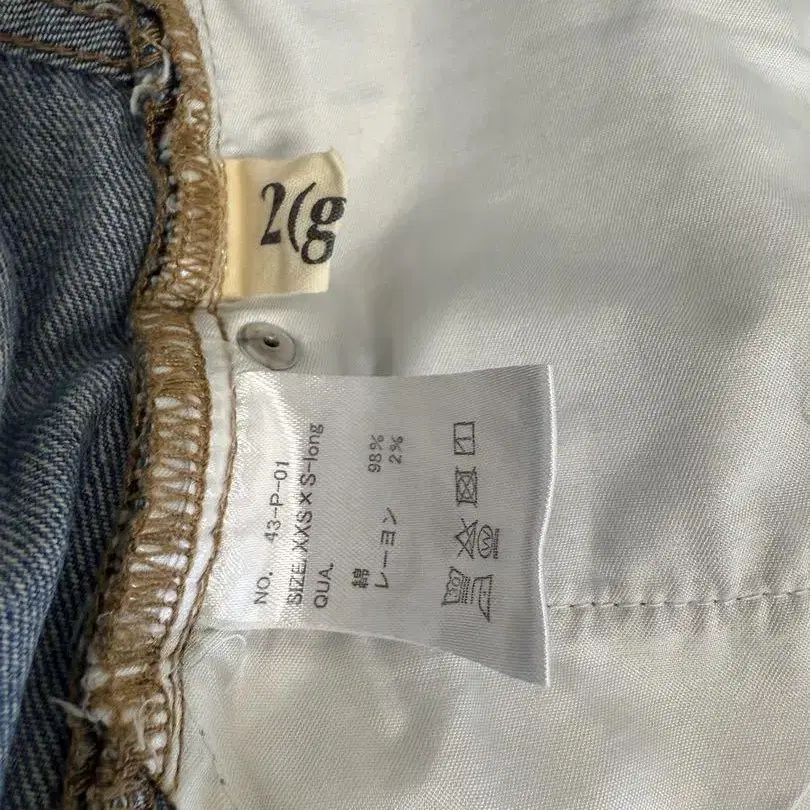 2(g
NO. 43-P-01
SIZE. XXS×S-long
QUA.
綿 98%
レーヨン 2%